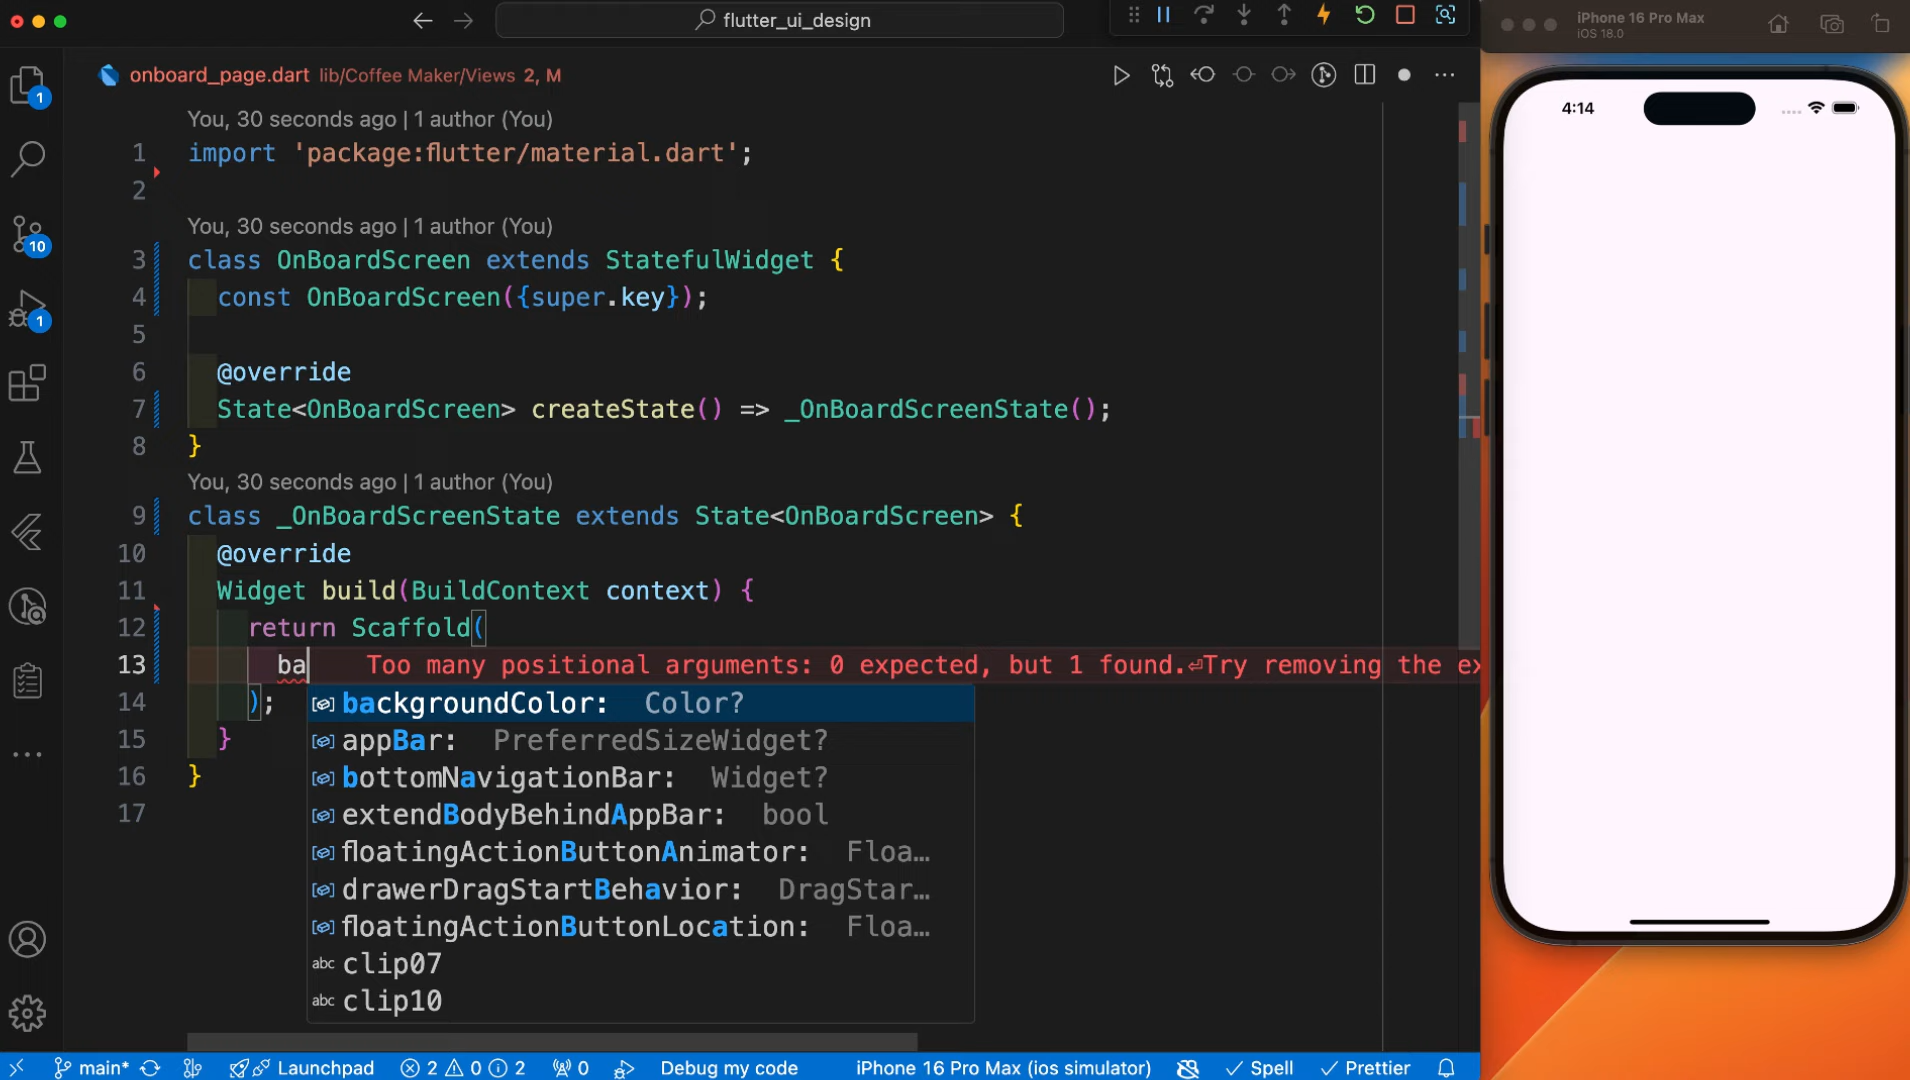 flutter_ui_design
iPhone 16 Pro Max
iOS 18.0
onboard_page.dart lib/Coffee Maker/Views 2, M
You, 30 seconds ago | 1 author (You)
1 import 'package:flutter/material.dart';
2
You, 30 seconds ago | 1 author (You)
3 class OnBoardScreen extends StatefulWidget {
4 const OnBoardScreen({super.key});
5
6 @override
7 State<OnBoardScreen> createState() => _OnBoardScreenState();
8 }
You, 30 seconds ago | 1 author (You)
9 class _OnBoardScreenState extends State<OnBoardScreen> {
10 @override
11 Widget build(BuildContext context) {
12 return Scaffold(
13 ba Too many positional arguments: 0 expected, but 1 found.⏎Try removing the ex
14 );
15 }
16 }
17
backgroundColor: Color?
appBar: PreferredSizeWidget?
bottomNavigationBar: Widget?
extendBodyBehindAppBar: bool
floatingActionButtonAnimator: Floa…
drawerDragStartBehavior: DragStar…
floatingActionButtonLocation: Floa…
abc clip07
abc clip10
1
10
1
4:14
main* Launchpad 2 0 2 0 Debug my code iPhone 16 Pro Max (ios simulator) Spell Prettier